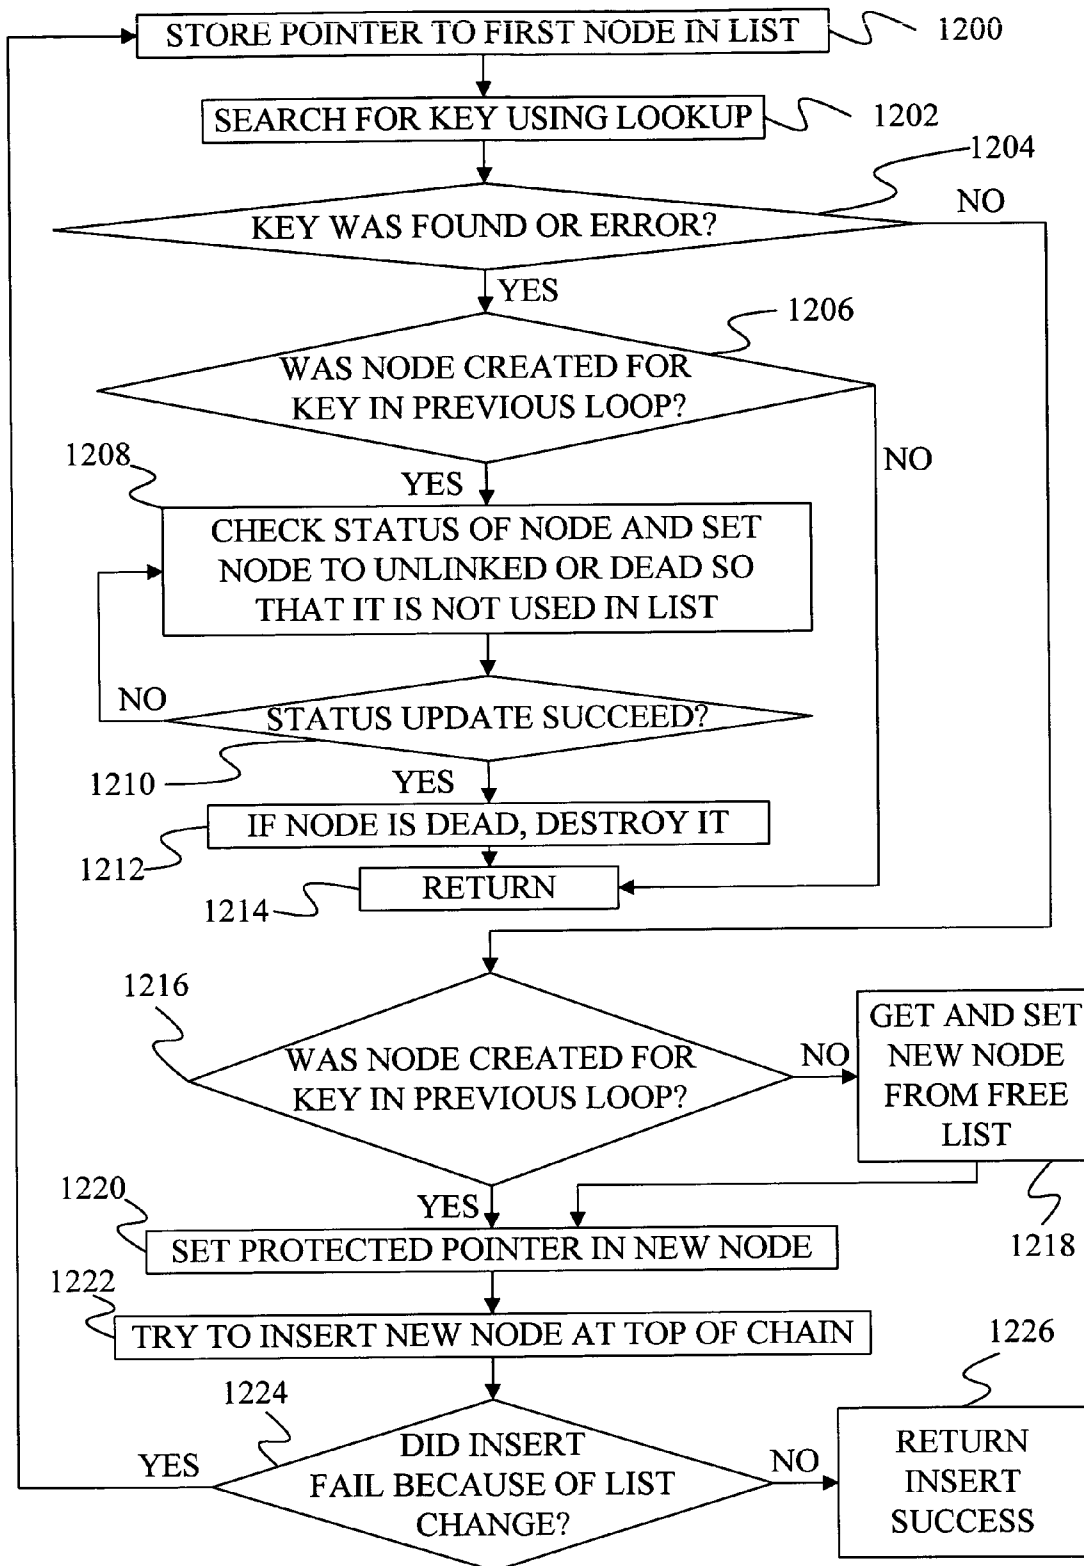 STORE POINTER TO FIRST NODE IN LIST
1200
SEARCH FOR KEY USING LOOKUP
1202
1204
KEY WAS FOUND OR ERROR?
NO
YES
1206
WAS NODE CREATED FOR
KEY IN PREVIOUS LOOP?
NO
1208
YES
CHECK STATUS OF NODE AND SET
NODE TO UNLINKED OR DEAD SO
THAT IT IS NOT USED IN LIST
NO
STATUS UPDATE SUCCEED?
1210
YES
IF NODE IS DEAD, DESTROY IT
1212
RETURN
1214
1216
WAS NODE CREATED FOR
KEY IN PREVIOUS LOOP?
NO
GET AND SET
NEW NODE
FROM FREE
LIST
1218
1220
YES
SET PROTECTED POINTER IN NEW NODE
1222
TRY TO INSERT NEW NODE AT TOP OF CHAIN
1224
1226
YES
DID INSERT
FAIL BECAUSE OF LIST
CHANGE?
NO
RETURN
INSERT
SUCCESS